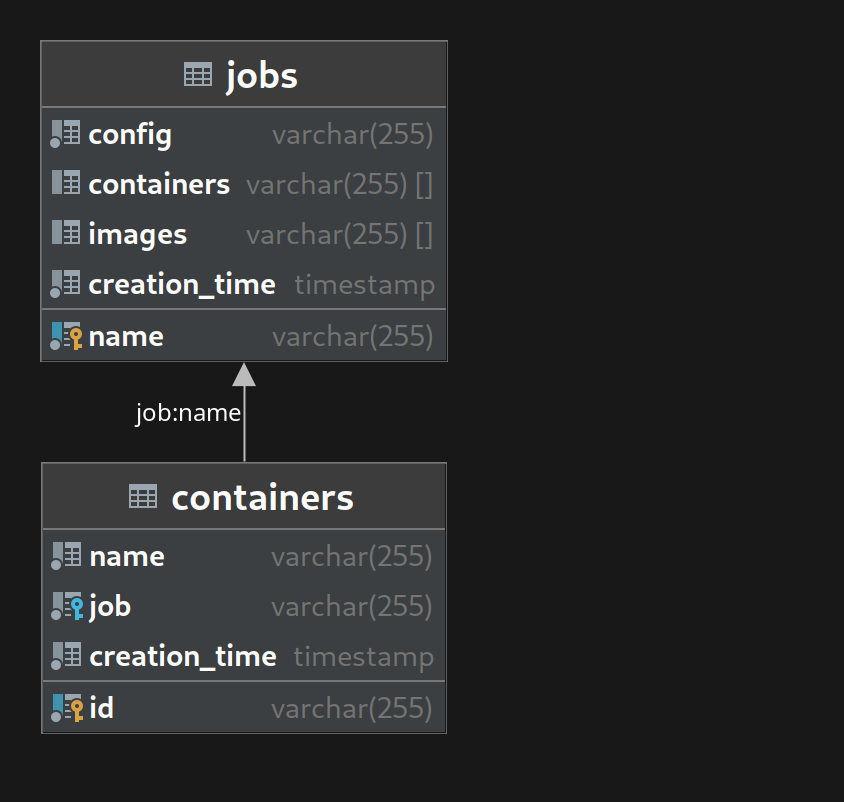 jobs
config varchar(255)
containers varchar(255) []
images varchar(255) []
creation_time timestamp
name varchar(255)
job:name
containers
name varchar(255)
job varchar(255)
creation_time timestamp
id varchar(255)